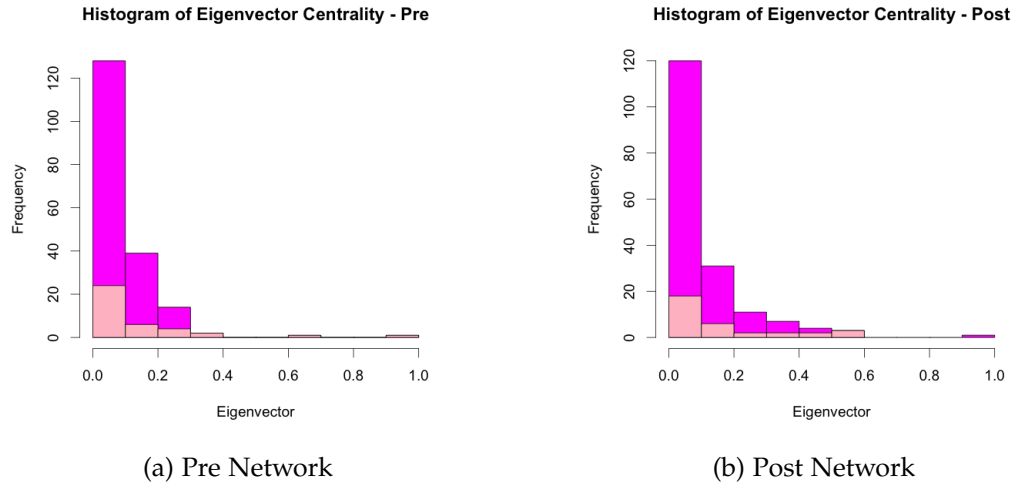 Histogram of Eigenvector Centrality - Pre
Frequency
0 20 40 60 80 100 120
0.0 0.2 0.4 0.6 0.8 1.0
Eigenvector
(a) Pre Network
Histogram of Eigenvector Centrality - Post
Frequency
0 20 40 60 80 100 120
0.0 0.2 0.4 0.6 0.8 1.0
Eigenvector
(b) Post Network